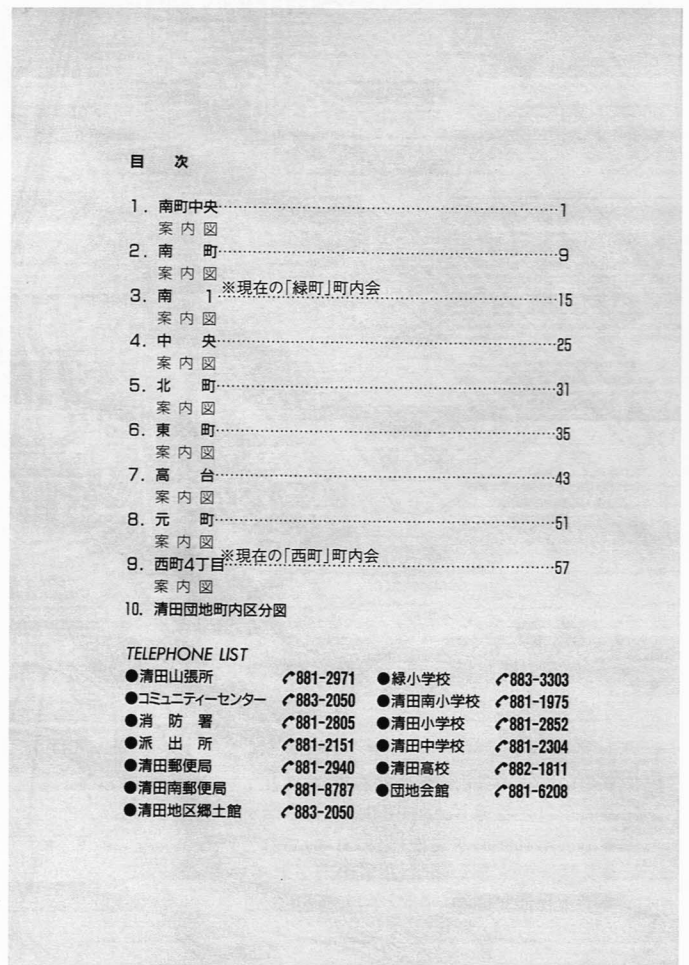 目　次
1. 南町中央……1
案内図
2. 南　町……9
案内図
※現在の「緑町」町内会
3. 南　1……15
案内図
4. 中　央……25
案内図
5. 北　町……31
案内図
6. 東　町……35
案内図
7. 高　台……43
案内図
8. 元　町……51
案内図
※現在の「西町」町内会
9. 西町4丁目……57
案内図
10. 清田団地町内区分図
TELEPHONE LIST
●清田山張所 881-2971
●コミュニティーセンター 883-2050
●消防署 881-2805
●派出所 881-2151
●清田郵便局 881-2940
●清田南郵便局 881-8787
●清田地区郷土館 883-2050
●緑小学校 883-3303
●清田南小学校 881-1975
●清田小学校 881-2852
●清田中学校 881-2304
●清田高校 882-1811
●団地会館 881-6208